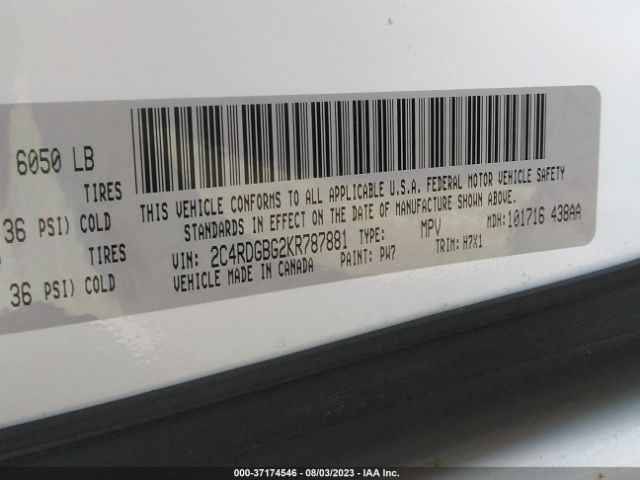 6050 LB
TIRES
36 PSI) COLD
36 PSI) COLD
THIS VEHICLE CONFORMS TO ALL APPLICABLE U.S.A. FEDERAL MOTOR VEHICLE SAFETY
STANDARDS IN EFFECT ON THE DATE OF MANUFACTURE SHOWN ABOVE.
VIN: 2C4RDGBG2KR787881 TYPE: MPV MDH: 101716 438AA
VEHICLE MADE IN CANADA PAINT: PW7 TRIM: H7X1
000-37174546 - 08/03/2023 - IAA Inc.